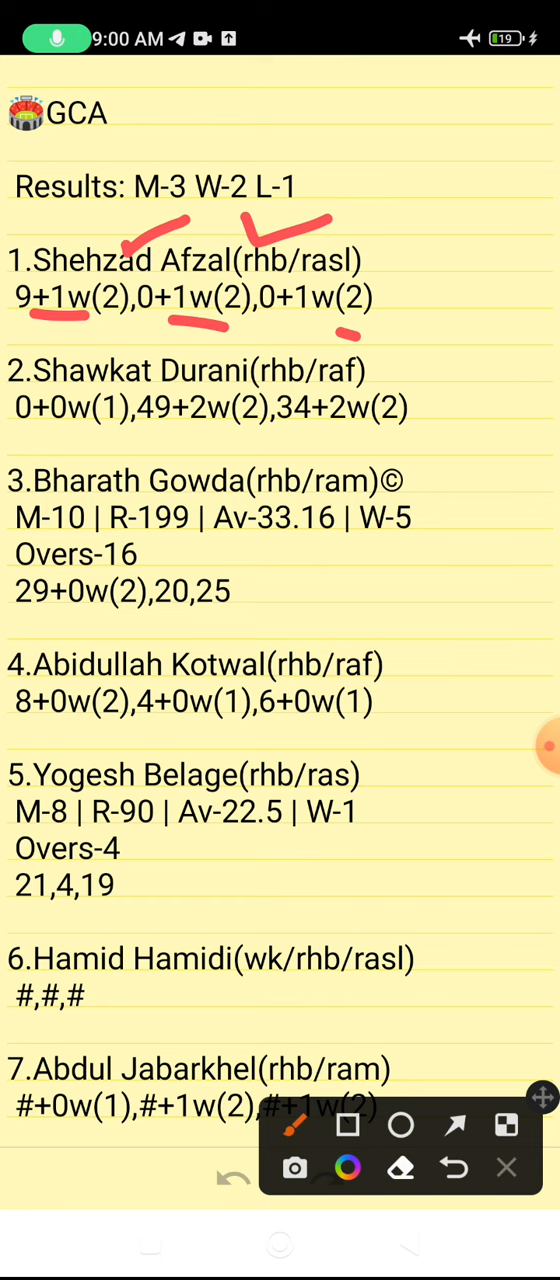 9:00 AM
19
GCA
Results: M-3 W-2 L-1
1.Shehzad Afzal(rhb/rasl)
9+1w(2),0+1w(2),0+1w(2)
2.Shawkat Durani(rhb/raf)
0+0w(1),49+2w(2),34+2w(2)
3.Bharath Gowda(rhb/ram)©
M-10 | R-199 | Av-33.16 | W-5
Overs-16
29+0w(2),20,25
4.Abidullah Kotwal(rhb/raf)
8+0w(2),4+0w(1),6+0w(1)
5.Yogesh Belage(rhb/ras)
M-8 | R-90 | Av-22.5 | W-1
Overs-4
21,4,19
6.Hamid Hamidi(wk/rhb/rasl)
#,#,#
7.Abdul Jabarkhel(rhb/ram)
#+0w(1),#+1w(2),#+1w(2)